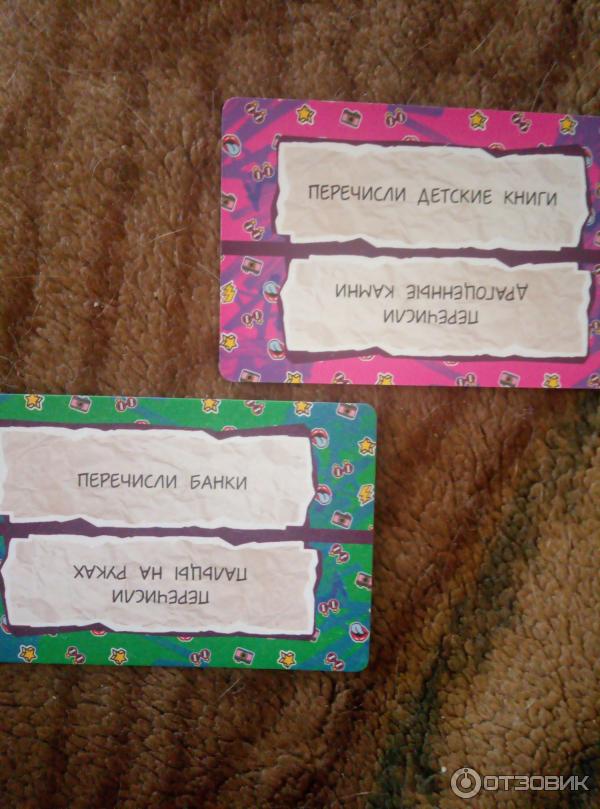 ПЕРЕЧИСЛИ ДЕТСКИЕ КНИГИ
ПЕРЕЧИСЛИ
ДРАГОЦЕННЫЕ КАМНИ
ПЕРЕЧИСЛИ БАНКИ
ПЕРЕЧИСЛИ
ПАЛЬЦЫ НА РУКАХ
ОТЗОВИК